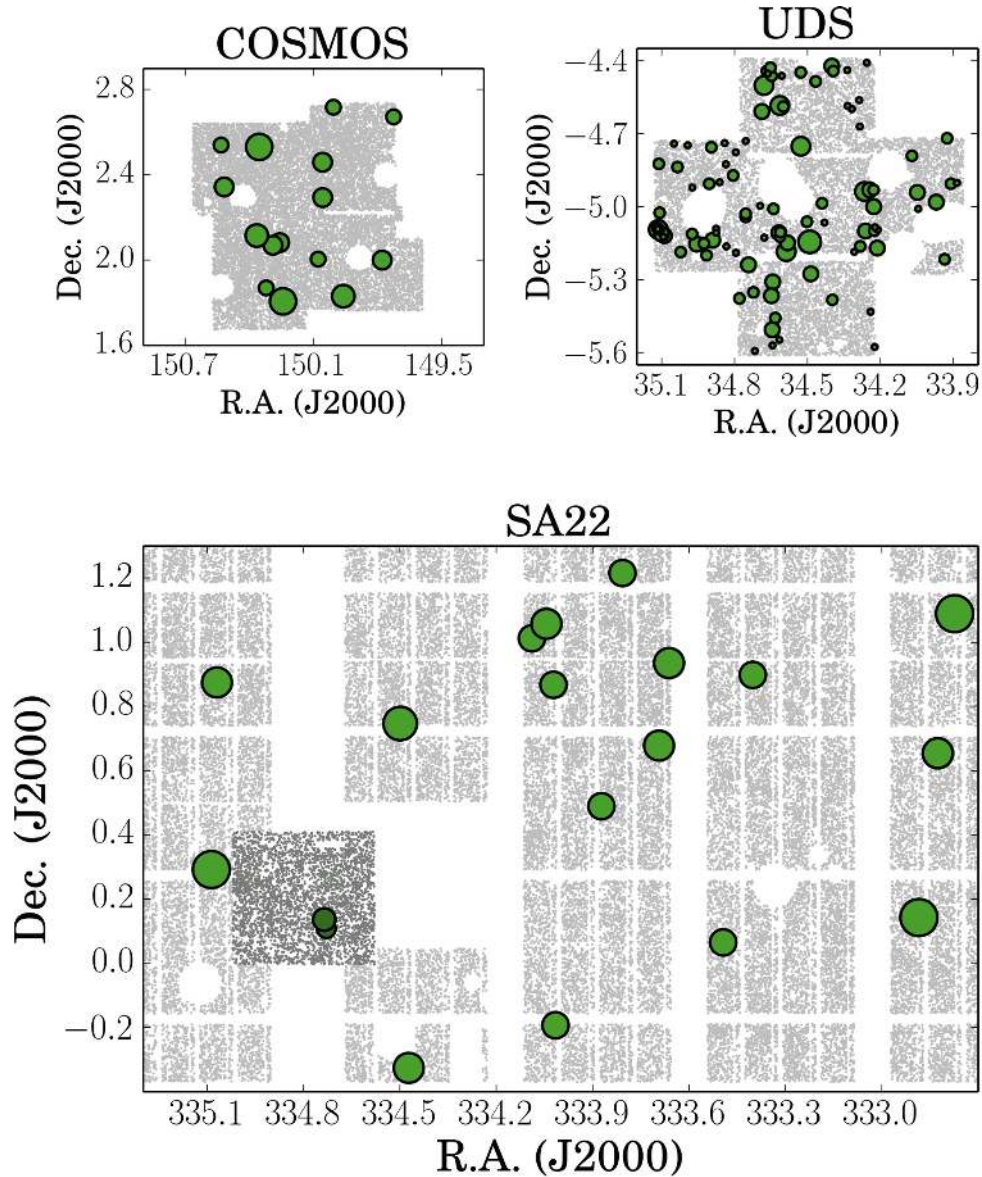 COSMOS
2.8
2.4
2.0
1.6
Dec. (J2000)
150.7 150.1 149.5
R.A. (J2000)
UDS
−4.4
−4.7
−5.0
−5.3
−5.6
Dec. (J2000)
35.1 34.8 34.5 34.2 33.9
R.A. (J2000)
SA22
1.2
1.0
0.8
0.6
0.4
0.2
0.0
−0.2
Dec. (J2000)
335.1 334.8 334.5 334.2 333.9 333.6 333.3 333.0
R.A. (J2000)